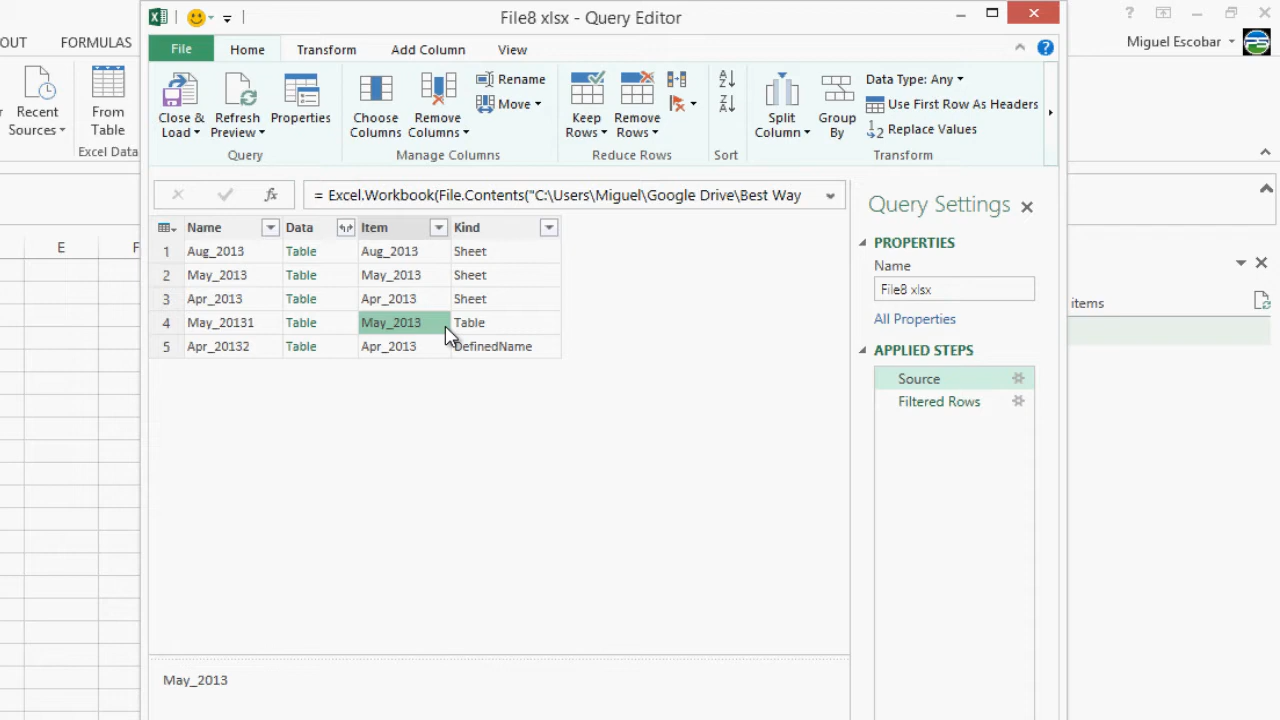 File8 xlsx - Query Editor
OUT FORMULAS
File Home Transform Add Column View
Miguel Escobar
Recent Sources
From Table
Excel Data
Close & Load
Refresh Preview
Properties
Query
Choose Columns
Remove Columns
Rename
Move
Manage Columns
Keep Rows
Remove Rows
Reduce Rows
Sort
Split Column
Group By
Data Type: Any
Use First Row As Headers
Replace Values
Transform
= Excel.Workbook(File.Contents("C:\Users\Miguel\Google Drive\Best Way
Name Data Item Kind
1 Aug_2013 Table Aug_2013 Sheet
2 May_2013 Table May_2013 Sheet
3 Apr_2013 Table Apr_2013 Sheet
4 May_20131 Table May_2013 Table
5 Apr_20132 Table Apr_2013 DefinedName
May_2013
Query Settings
PROPERTIES
Name
File8 xlsx
All Properties
APPLIED STEPS
Source
Filtered Rows
E F
items